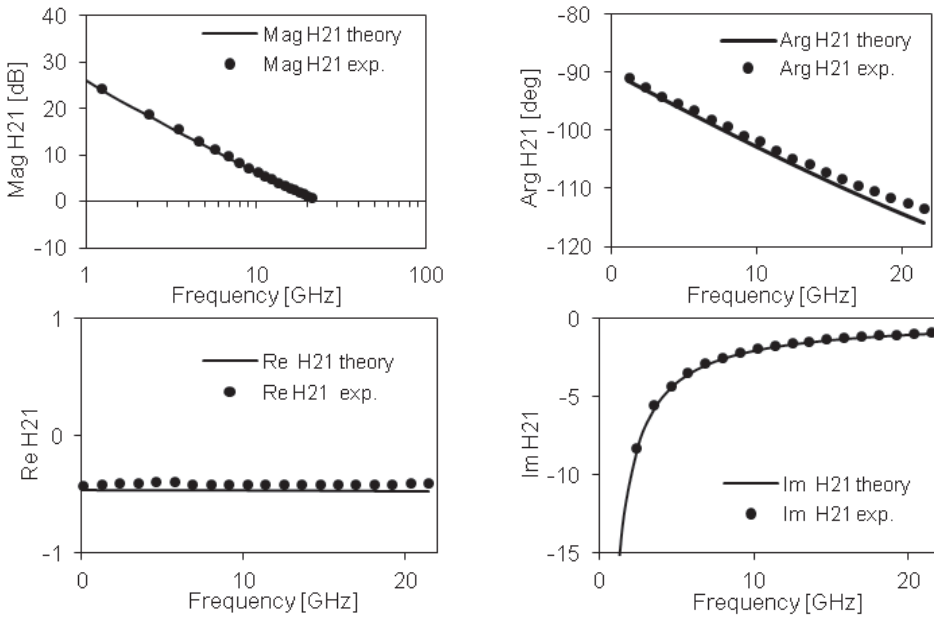 Mag H21 [dB]
40
30
20
10
0
-10
Mag H21 theory
Mag H21 exp.
1
10
100
Frequency [GHz]
Arg H21 [deg]
-80
-90
-100
-110
-120
Arg H21 theory
Arg H21 exp.
0
10
20
Frequency [GHz]
Re H21
1
0
-1
Re H21 theory
Re H21 exp.
0
10
20
Frequency [GHz]
Im H21
0
-5
-10
-15
Im H21 theory
Im H21 exp.
0
10
20
Frequency [GHz]